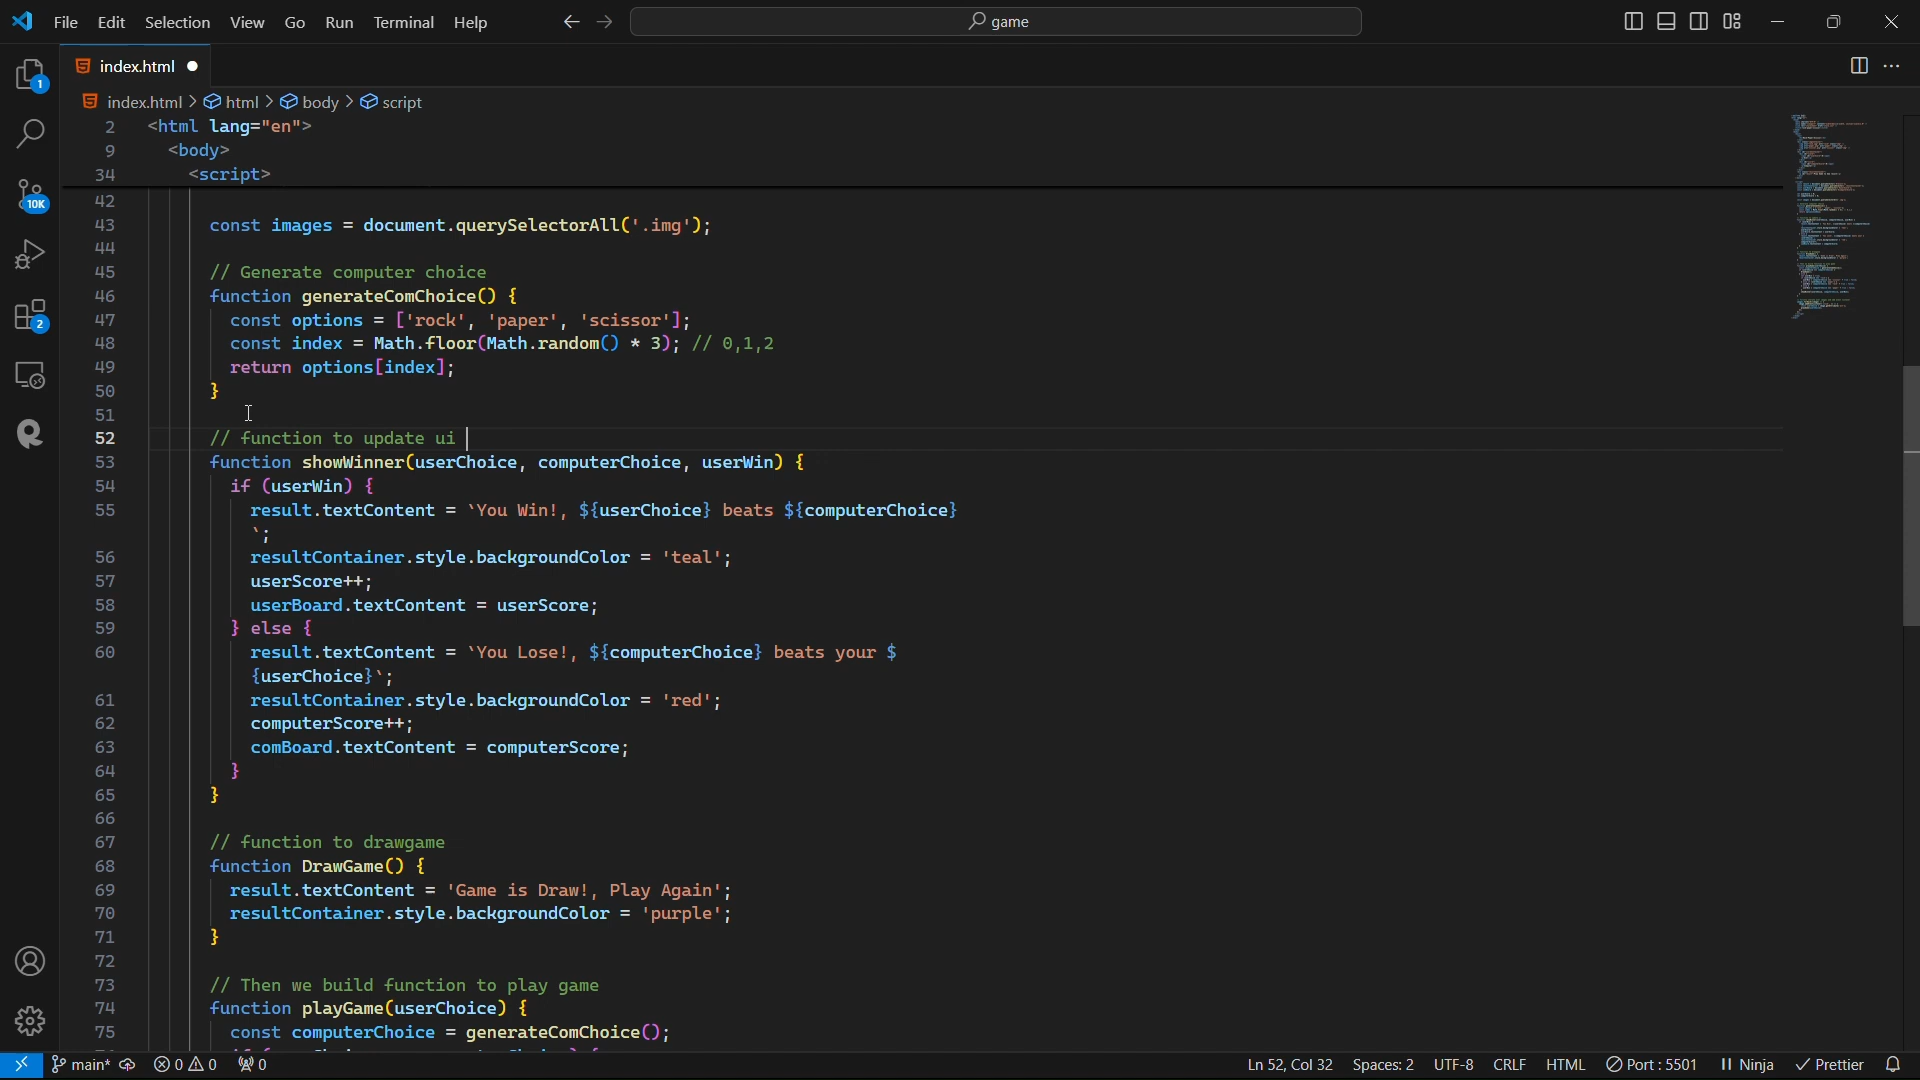 File Edit Selection View Go Run Terminal Help
game
index.html
index.html > html > body > script
1
10K
2
2 <html lang="en">
9 <body>
34 <script>
42
43 const images = document.querySelectorAll('.img');
44
45 // Generate computer choice
46 function generateComChoice() {
47 const options = ['rock', 'paper', 'scissor'];
48 const index = Math.floor(Math.random() * 3); // 0,1,2
49 return options[index];
50 }
51
52 // function to update ui
53 function showWinner(userChoice, computerChoice, userWin) {
54 if (userWin) {
55 result.textContent = `You Win!, ${userChoice} beats ${computerChoice}
`;
56 resultContainer.style.backgroundColor = 'teal';
57 userScore++;
58 userBoard.textContent = userScore;
59 } else {
60 result.textContent = `You Lose!, ${computerChoice} beats your $
{userChoice}`;
61 resultContainer.style.backgroundColor = 'red';
62 computerScore++;
63 comBoard.textContent = computerScore;
64 }
65 }
66
67 // function to drawgame
68 function DrawGame() {
69 result.textContent = 'Game is Draw!, Play Again';
70 resultContainer.style.backgroundColor = 'purple';
71 }
72
73 // Then we build function to play game
74 function playGame(userChoice) {
75 const computerChoice = generateComChoice();
main* 0 0 0 Ln 52, Col 32 Spaces: 2 UTF-8 CRLF HTML Port : 5501 Ninja Prettier